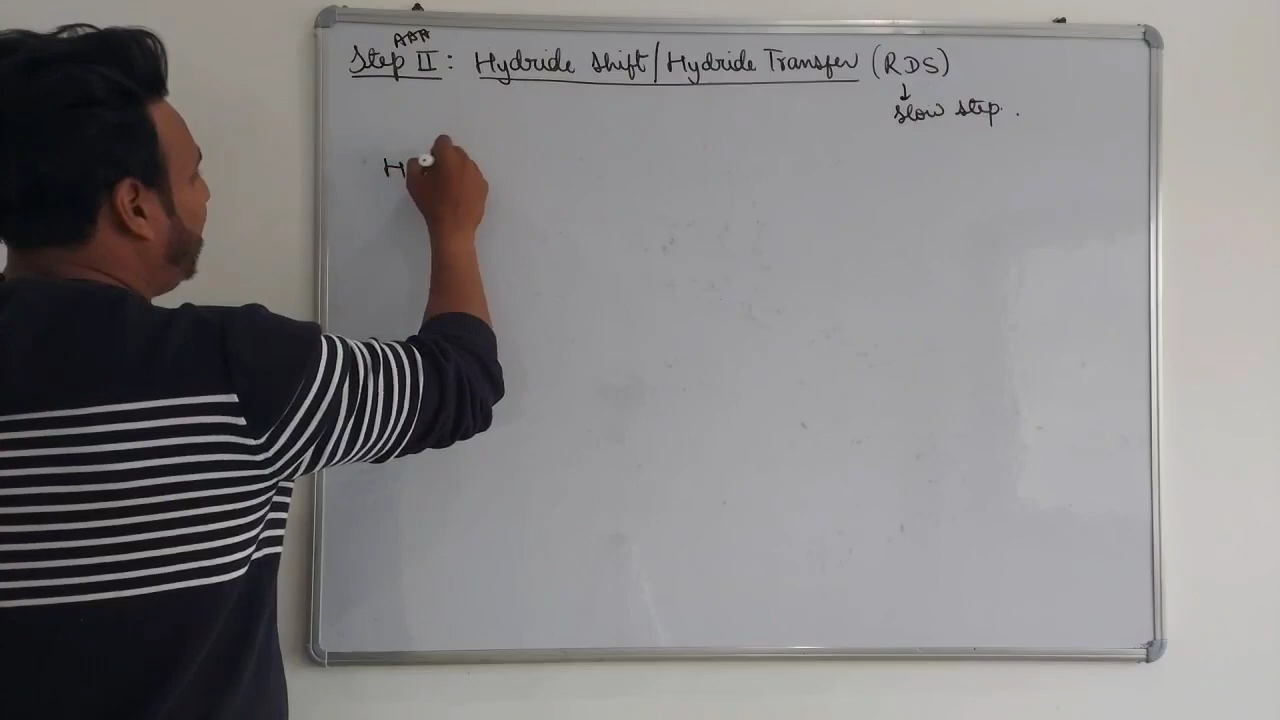 Step II: Hydride shift/Hydride Transfer (RDS)
↓
slow step.
H